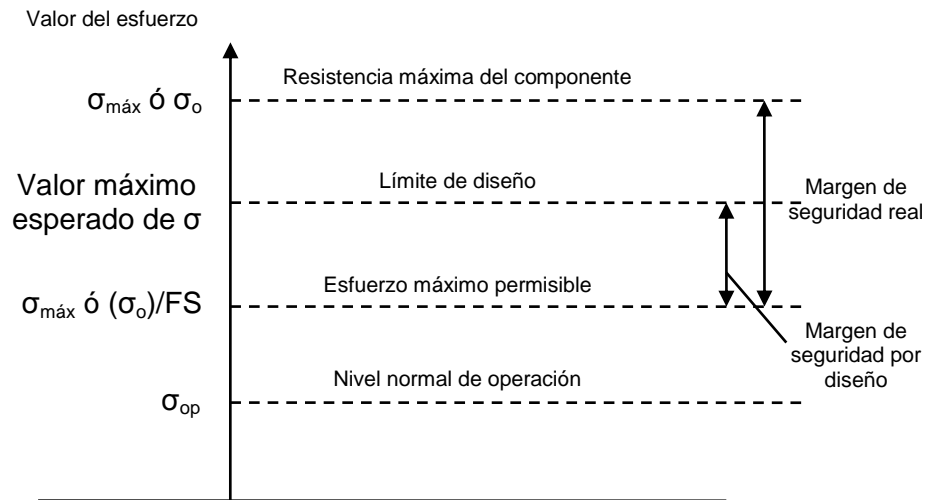 Valor del esfuerzo
Resistencia máxima del componente
σmáx ó σo
Valor máximo
esperado de σ
Límite de diseño
Margen de
seguridad real
σmáx ó (σo)/FS
Esfuerzo máximo permisible
Margen de
seguridad por
diseño
Nivel normal de operación
σop